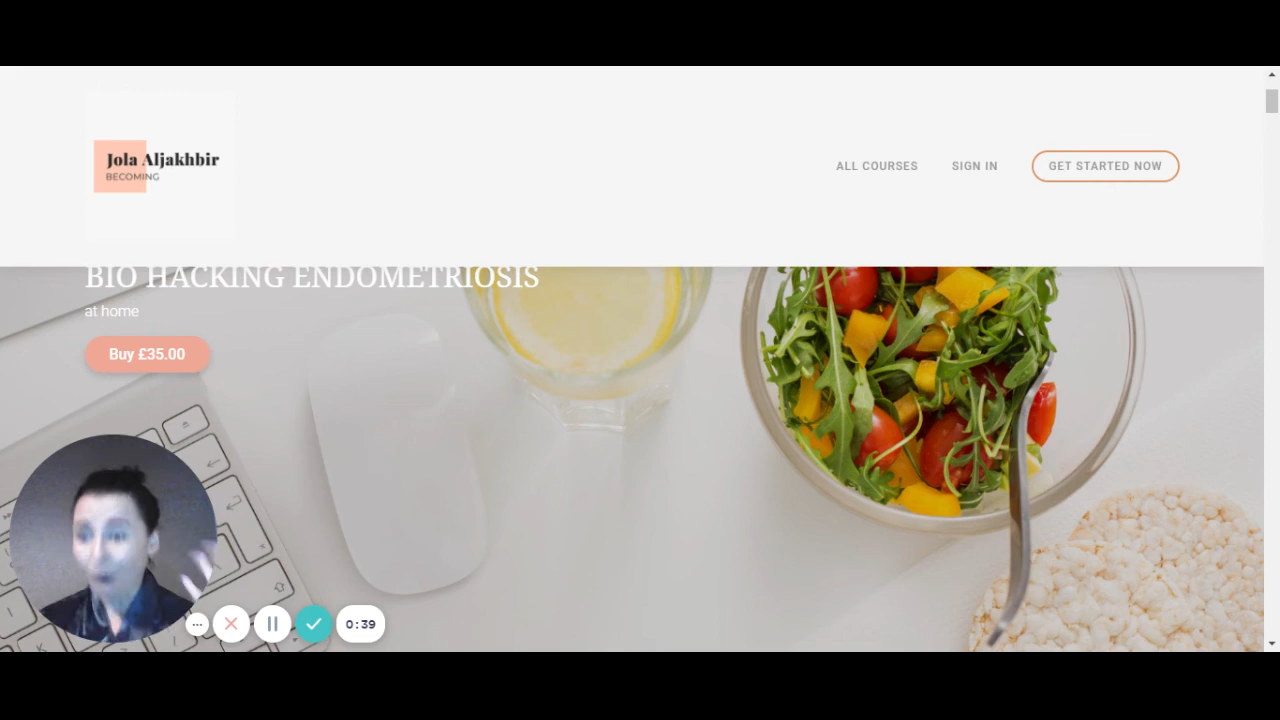 Jola Aljakhbir
BECOMING
ALL COURSES
SIGN IN
GET STARTED NOW
BIO HACKING ENDOMETRIOSIS
at home
Buy £35.00
K
0:39